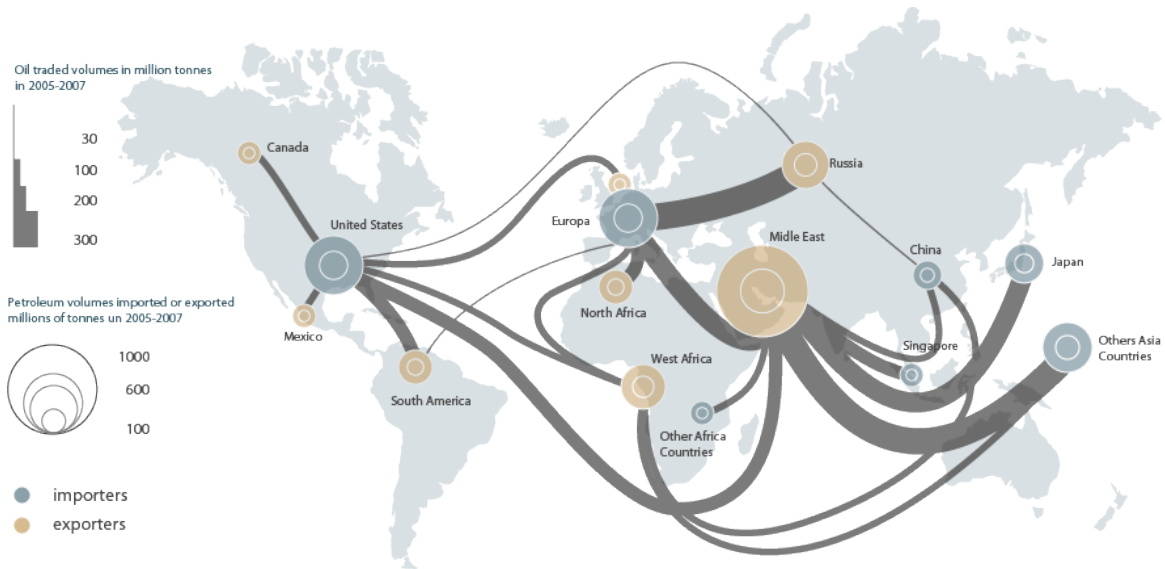 Oil traded volumes in million tonnes
in 2005-2007
30
100
200
300
Petroleum volumes imported or exported
millions of tonnes un 2005-2007
1000
600
100
importers
exporters
Canada
United States
Mexico
South America
Europa
Russia
Midle East
North Africa
West Africa
Other Africa
Countries
China
Japan
Singapore
Others Asia
Countries